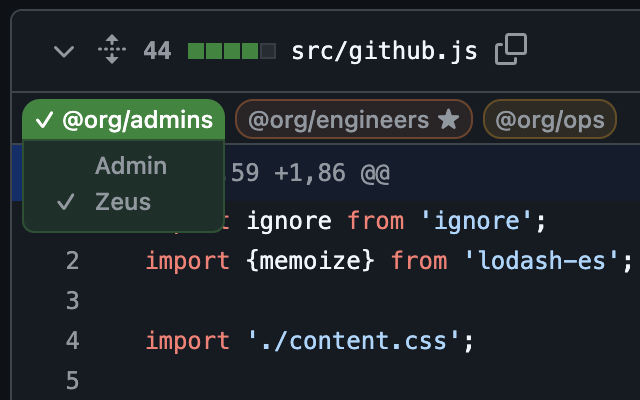 44 src/github.js
✓ @org/admins @org/engineers ★ @org/ops
Admin
✓ Zeus
59 +1,86 @@
ignore from 'ignore';
2 import {memoize} from 'lodash-es';
3
4 import './content.css';
5